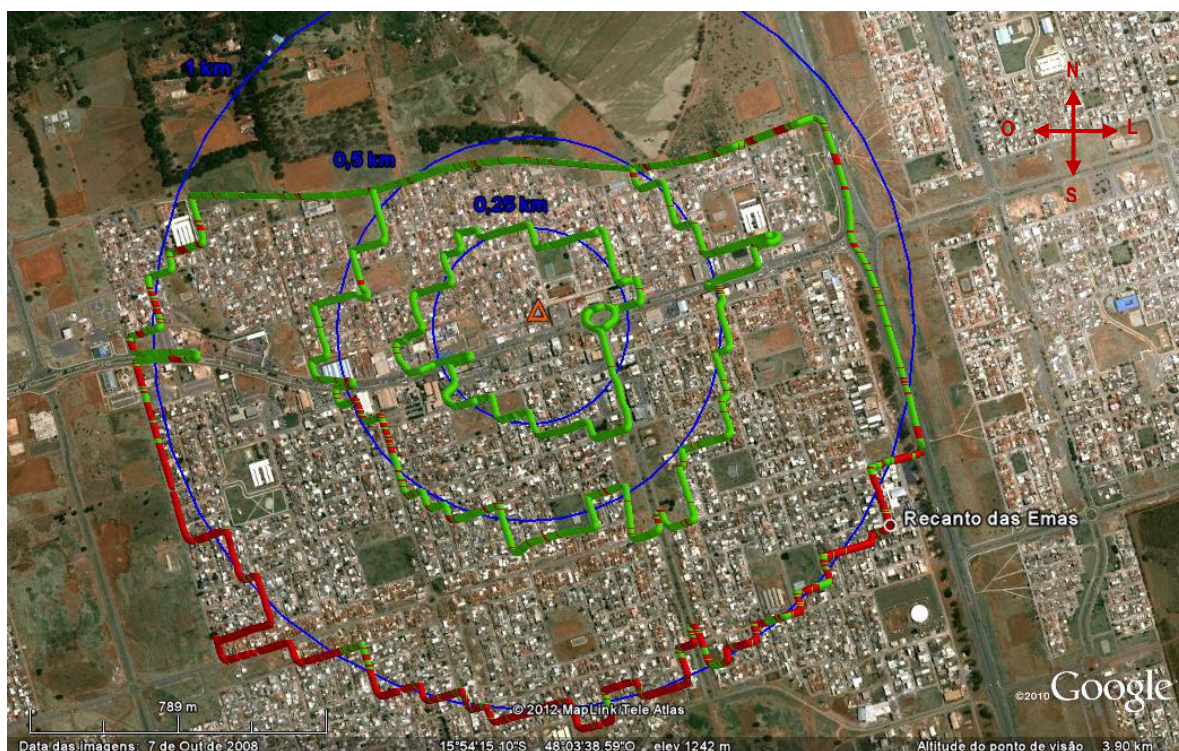 1 km
N
O
L
0,5 km
S
0,25 km
Recanto das Emas
789 m
© 2012 MapLink/Tele Atlas
©2010 Google
Data das imagens: 7 de Out de 2008
15°54'15.10"S
48°03'38.59"O
elev 1242 m
Altitude do ponto de visão
3.90 km